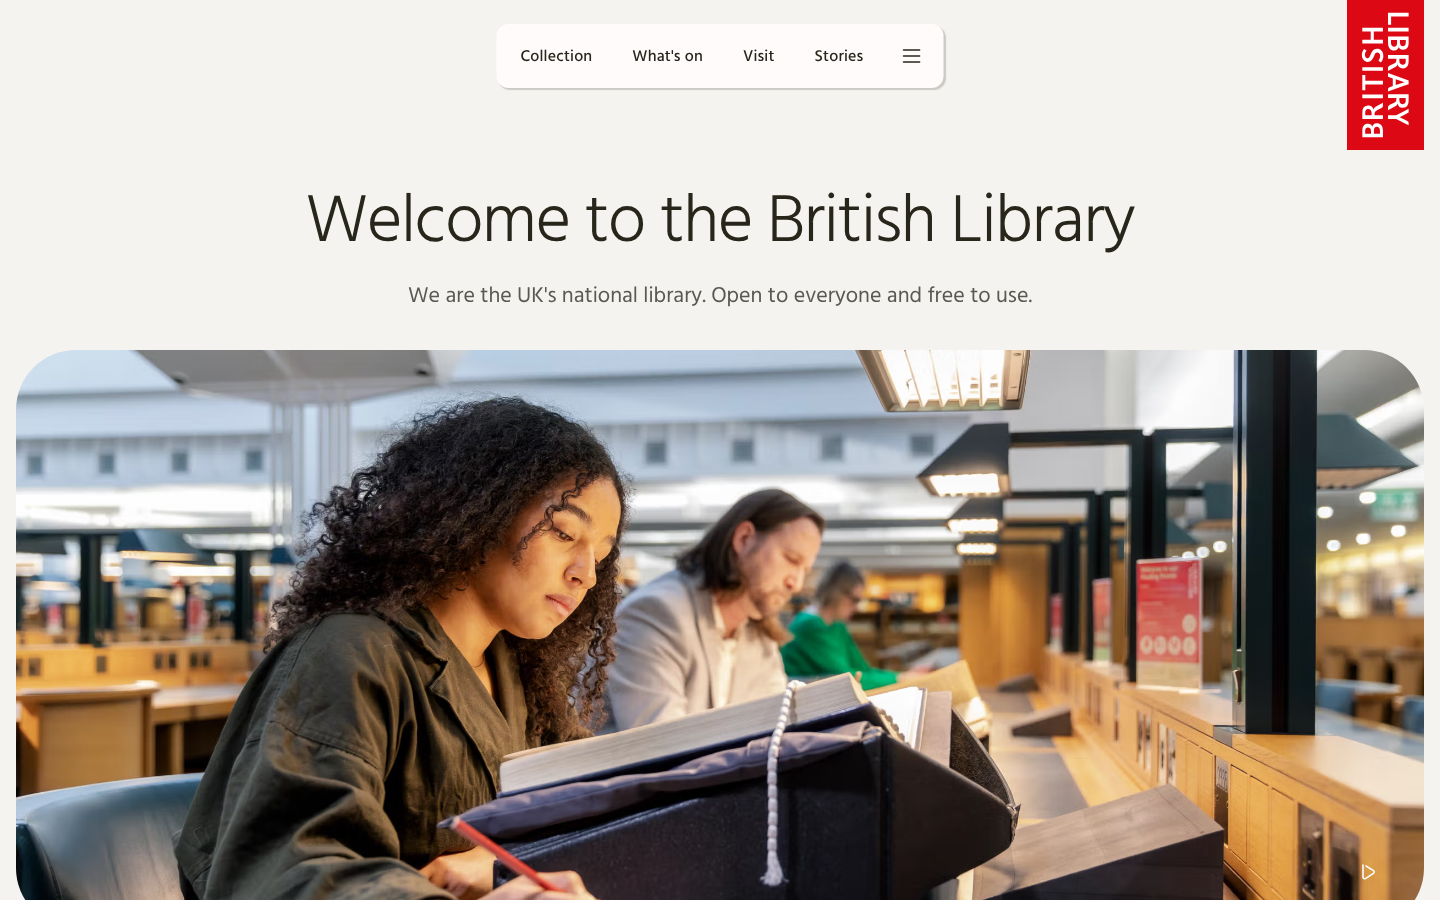 Collection
What's on
Visit
Stories
BRITISH
LIBRARY
Welcome to the British Library
We are the UK's national library. Open to everyone and free to use.